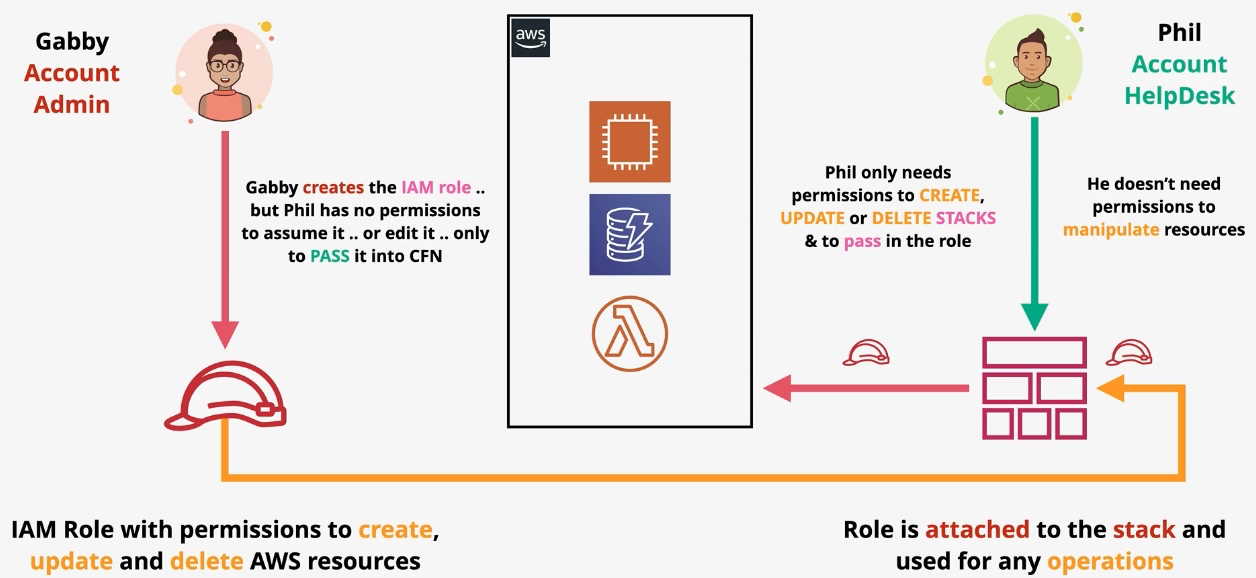 Gabby
Account
Admin
Gabby creates the IAM role ..
but Phil has no permissions
to assume it .. or edit it .. only
to PASS it into CFN
aws
Phil
Account
HelpDesk
Phil only needs
permissions to CREATE,
UPDATE or DELETE STACKS
& to pass in the role
He doesn’t need
permissions to
manipulate resources
IAM Role with permissions to create,
update and delete AWS resources
Role is attached to the stack and
used for any operations